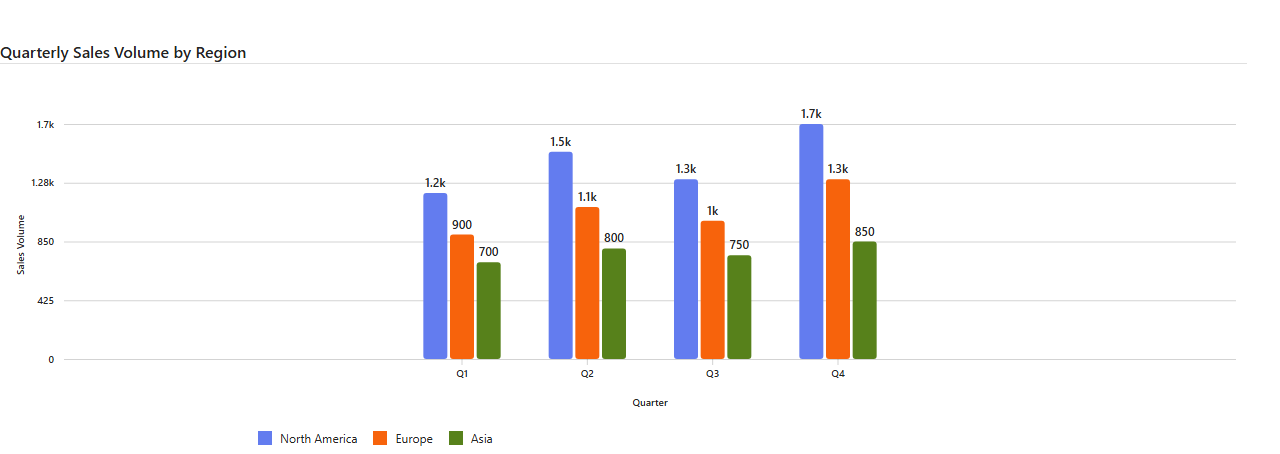 Quarterly Sales Volume by Region
1.7k
1.7k
1.5k
1.3k
1.3k
1.28k
1.2k
1.1k
1k
900
850
850
800
750
700
Sales Volume
425
0
Q1 Q2 Q3 Q4
Quarter
North America Europe Asia